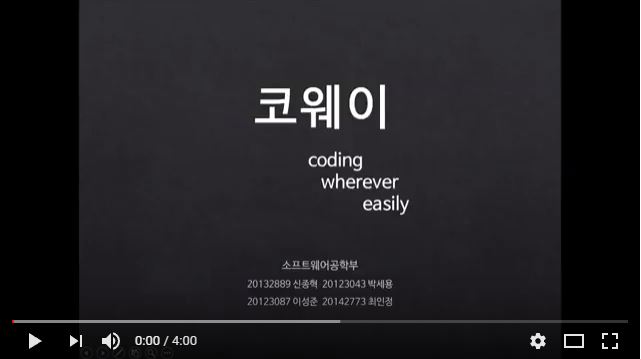 코웨이
coding
wherever
easily
소프트웨어공학부
20132889 신종혁 20123043 박세용
20123087 이성준 20142773 최인정
0:00 / 4:00